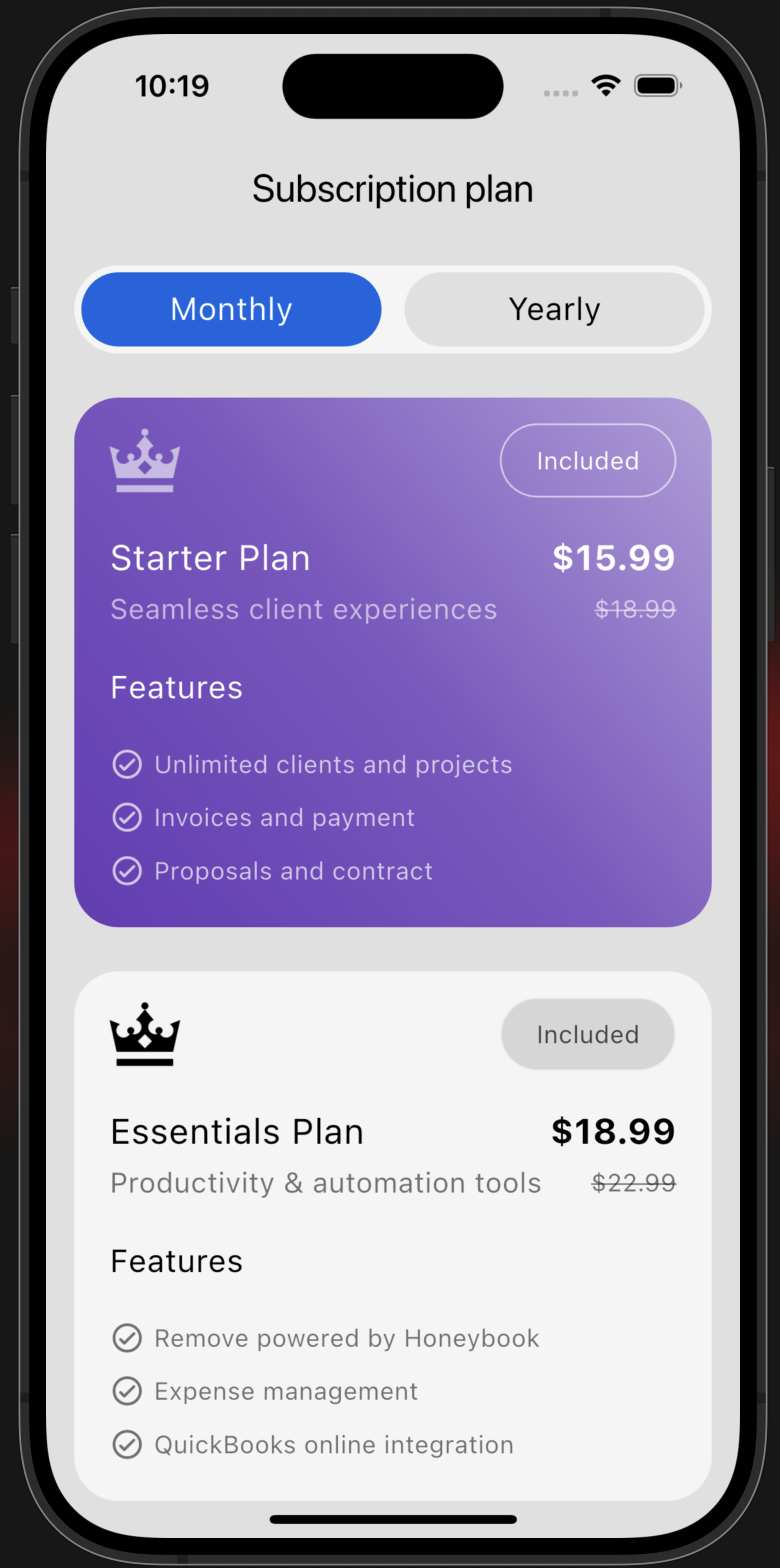 10:19
Subscription plan
Monthly Yearly
Included
Starter Plan $15.99
Seamless client experiences $18.99
Features
Unlimited clients and projects
Invoices and payment
Proposals and contract
Included
Essentials Plan $18.99
Productivity & automation tools $22.99
Features
Remove powered by Honeybook
Expense management
QuickBooks online integration